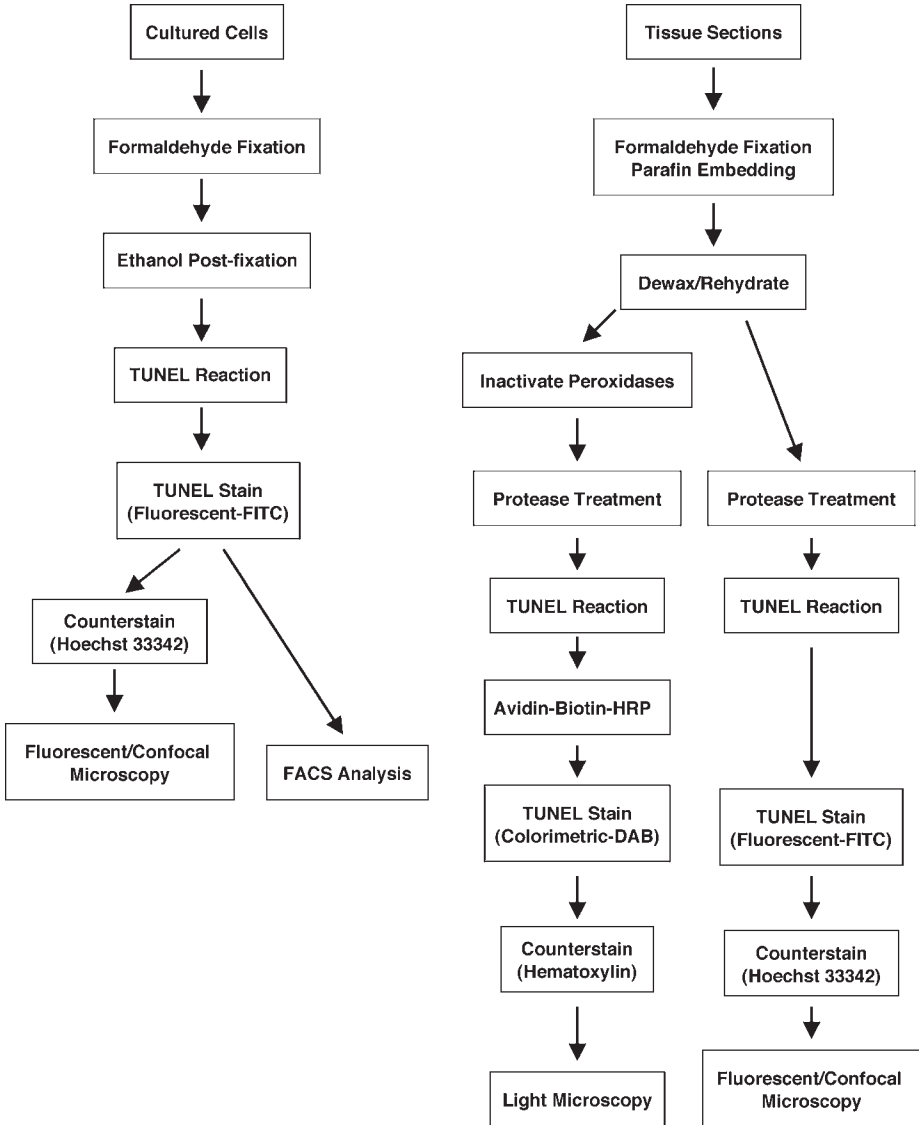 Cultured Cells
Formaldehyde Fixation
Ethanol Post-fixation
TUNEL Reaction
TUNEL Stain
(Fluorescent-FITC)
Counterstain
(Hoechst 33342)
Fluorescent/Confocal
Microscopy
FACS Analysis
Tissue Sections
Formaldehyde Fixation
Parafin Embedding
Dewax/Rehydrate
Inactivate Peroxidases
Protease Treatment
TUNEL Reaction
Avidin-Biotin-HRP
TUNEL Stain
(Colorimetric-DAB)
Counterstain
(Hematoxylin)
Light Microscopy
Protease Treatment
TUNEL Reaction
TUNEL Stain
(Fluorescent-FITC)
Counterstain
(Hoechst 33342)
Fluorescent/Confocal
Microscopy